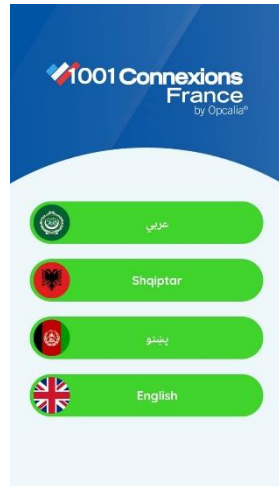 1001 Connexions
France
by Opcalia
عربي
Shqiptar
پښتو
English